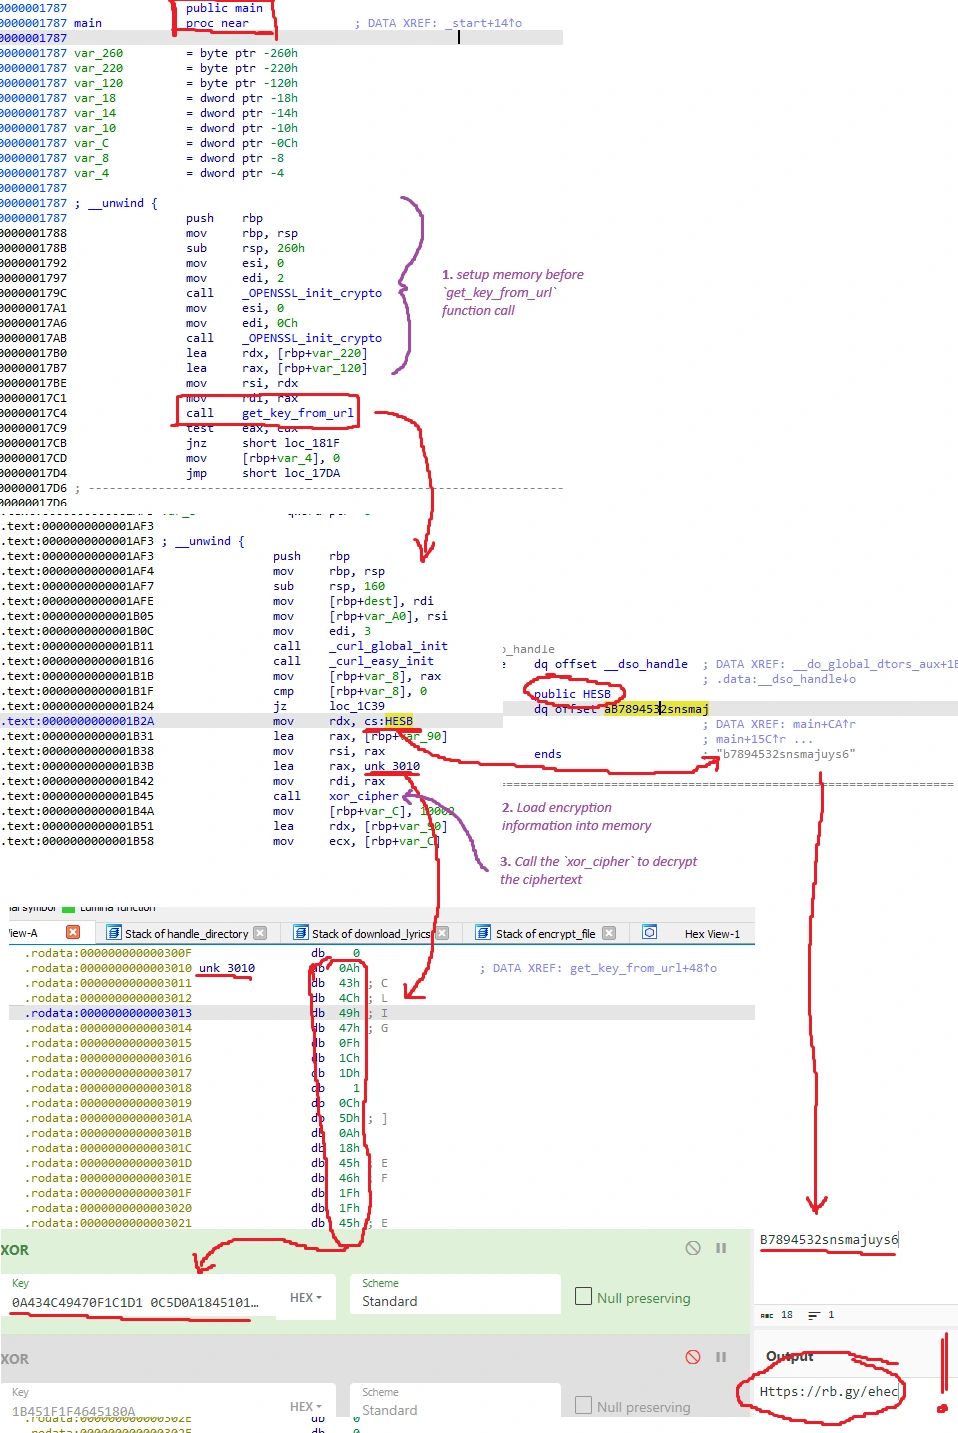 0000001787 public main
0000001787 main proc near ; DATA XREF: _start+14↑o
0000001787
0000001787 var_260 = byte ptr -260h
0000001787 var_220 = byte ptr -220h
0000001787 var_120 = byte ptr -120h
0000001787 var_18 = dword ptr -18h
0000001787 var_14 = dword ptr -14h
0000001787 var_10 = dword ptr -10h
0000001787 var_C = dword ptr -0Ch
0000001787 var_8 = dword ptr -8
0000001787 var_4 = dword ptr -4
0000001787
0000001787 ; __unwind {
0000001787 push rbp
0000001788 mov rbp, rsp
000000178B sub rsp, 260h
0000001792 mov esi, 0
0000001797 mov edi, 2
000000179C call _OPENSSL_init_crypto
00000017A1 mov esi, 0
00000017A6 mov edi, 0Ch
00000017AB call _OPENSSL_init_crypto
00000017B0 lea rdx, [rbp+var_220]
00000017B7 lea rax, [rbp+var_120]
00000017BE mov rsi, rdx
00000017C1 mov rdi, rax
00000017C4 call get_key_from_url
00000017C9 test eax, eax
00000017CB jnz short loc_181F
00000017CD mov [rbp+var_4], 0
00000017D4 jmp short loc_17DA
00000017D6 ; ---------------------------------------------------------------
00000017D6
1. setup memory before
`get_key_from_url`
function call
.text:0000000000001AF3
.text:0000000000001AF3 ; __unwind {
.text:0000000000001AF3 push rbp
.text:0000000000001AF4 mov rbp, rsp
.text:0000000000001AF7 sub rsp, 160
.text:0000000000001AFE mov [rbp+dest], rdi
.text:0000000000001B05 mov [rbp+var_A0], rsi
.text:0000000000001B0C mov edi, 3
.text:0000000000001B11 call _curl_global_init
.text:0000000000001B16 call _curl_easy_init
.text:0000000000001B1B mov [rbp+var_8], rax
.text:0000000000001B1F cmp [rbp+var_8], 0
.text:0000000000001B24 jz loc_1C39
.text:0000000000001B2A mov rdx, cs:HESB
.text:0000000000001B31 lea rax, [rbp+var_90]
.text:0000000000001B38 mov rsi, rax
.text:0000000000001B3B lea rax, unk_3010
.text:0000000000001B42 mov rdi, rax
.text:0000000000001B45 call xor_cipher
.text:0000000000001B4A mov [rbp+var_C], 10002
.text:0000000000001B51 lea rdx, [rbp+var_90]
.text:0000000000001B58 mov ecx, [rbp+var_C]
o_handle
dq offset __dso_handle ; DATA XREF: __do_global_dtors_aux+1B
; .data:__dso_handle↓o
public HESB
dq offset aB7894532snsmaj
; DATA XREF: main+CA↑r
; main+15C↑r ...
ends ; "b7894532snsmajuys6"
2. Load encryption
information into memory
3. Call the `xor_cipher` to decrypt
the ciphertext
Lumina function
View-A Stack of handle_directory Stack of download_lyrics Stack of encrypt_file Hex View-1
.rodata:000000000000300F db 0
.rodata:0000000000003010 unk_3010 db 0Ah ; DATA XREF: get_key_from_url+48↑o
.rodata:0000000000003011 db 43h ; C
.rodata:0000000000003012 db 4Ch ; L
.rodata:0000000000003013 db 49h ; I
.rodata:0000000000003014 db 47h ; G
.rodata:0000000000003015 db 0Fh
.rodata:0000000000003016 db 1Ch
.rodata:0000000000003017 db 1Dh
.rodata:0000000000003018 db 1
.rodata:0000000000003019 db 0Ch
.rodata:000000000000301A db 5Dh ; ]
.rodata:000000000000301B db 0Ah
.rodata:000000000000301C db 18h
.rodata:000000000000301D db 45h ; E
.rodata:000000000000301E db 46h ; F
.rodata:000000000000301F db 1Fh
.rodata:0000000000003020 db 1Fh
.rodata:0000000000003021 db 45h ; E
XOR
Key
0A434C49470F1C1D1 0C5D0A1845101… HEX
Scheme
Standard
Null preserving
B7894532snsmajuys6
18 1
XOR
Key
1B451F1F4645180A HEX
Scheme
Standard
Null preserving
Output
Https://rb.gy/ehec
!